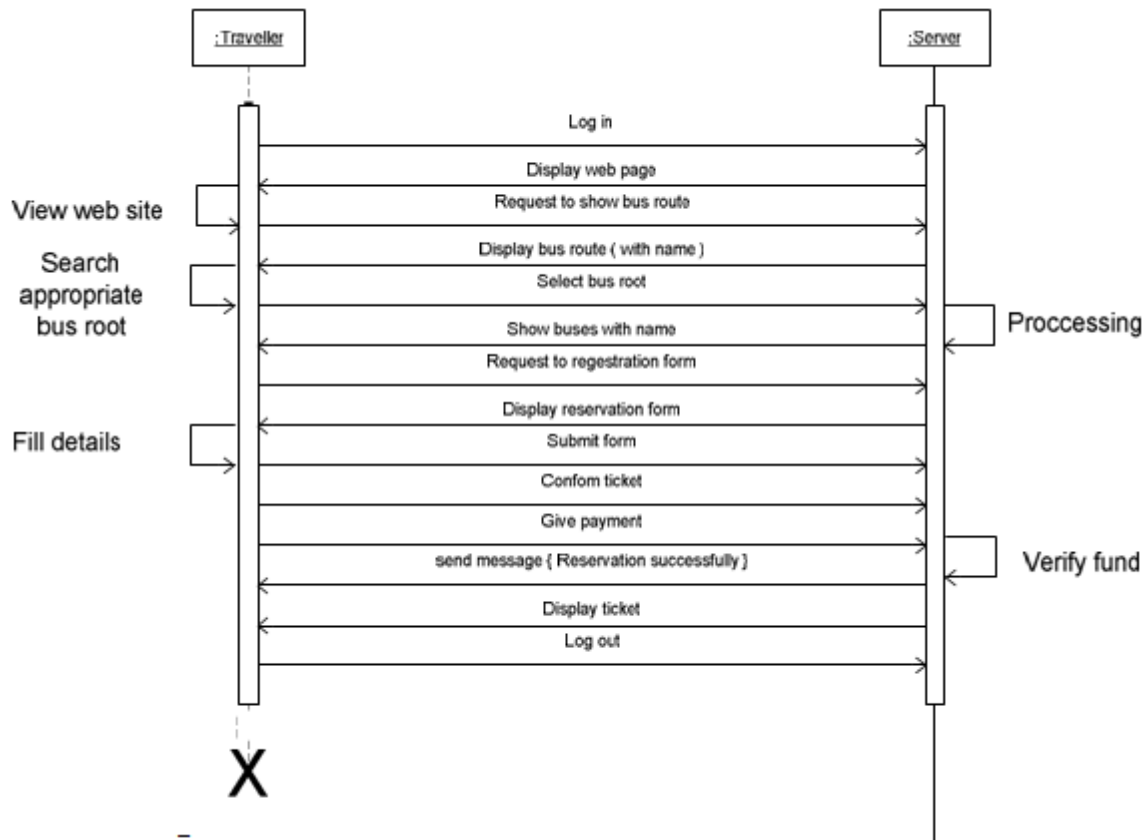 :Traveller
:Server
Log in
Display web page
View web site
Request to show bus route
Display bus route ( with name )
Search
appropriate
bus root
Select bus root
Proccessing
Show buses with name
Request to regestration form
Display reservation form
Fill details
Submit form
Confom ticket
Give payment
send message { Reservation successfully }
Verify fund
Display ticket
Log out
X